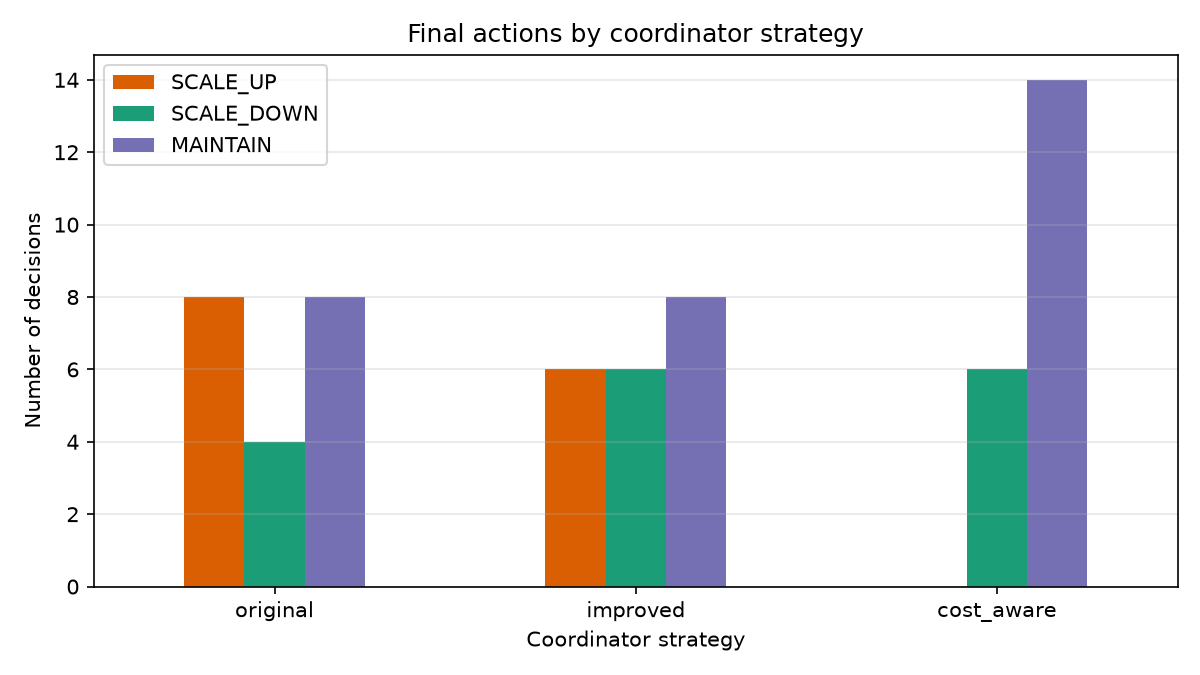 Final actions by coordinator strategy
SCALE_UP
SCALE_DOWN
MAINTAIN
Number of decisions
14
12
10
8
6
4
2
0
original
improved
cost_aware
Coordinator strategy